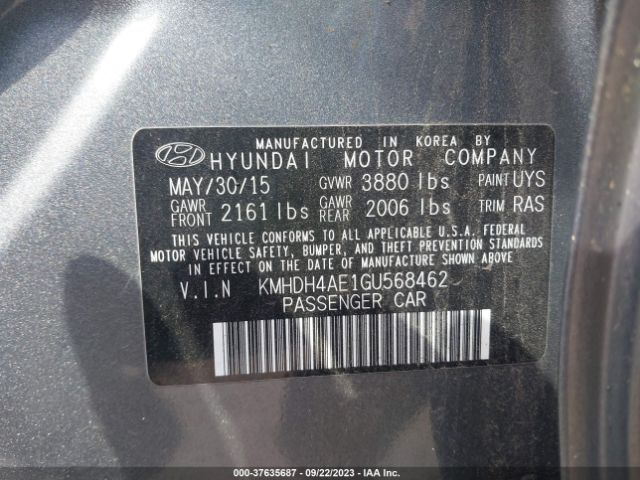 MANUFACTURED IN KOREA BY
HYUNDAI MOTOR COMPANY
MAY/30/15 GVWR 3880 lbs PAINT UYS
GAWR FRONT 2161 lbs GAWR REAR 2006 lbs TRIM RAS
THIS VEHICLE CONFORMS TO ALL APPLICABLE U.S.A. FEDERAL
MOTOR VEHICLE SAFETY, BUMPER, AND THEFT PREVENTION STANDARDS
IN EFFECT ON THE DATE OF MANUFACTURE SHOWN ABOVE
V.I.N KMHDH4AE1GU568462
PASSENGER CAR
000-37635687 - 09/22/2023 - IAA Inc.